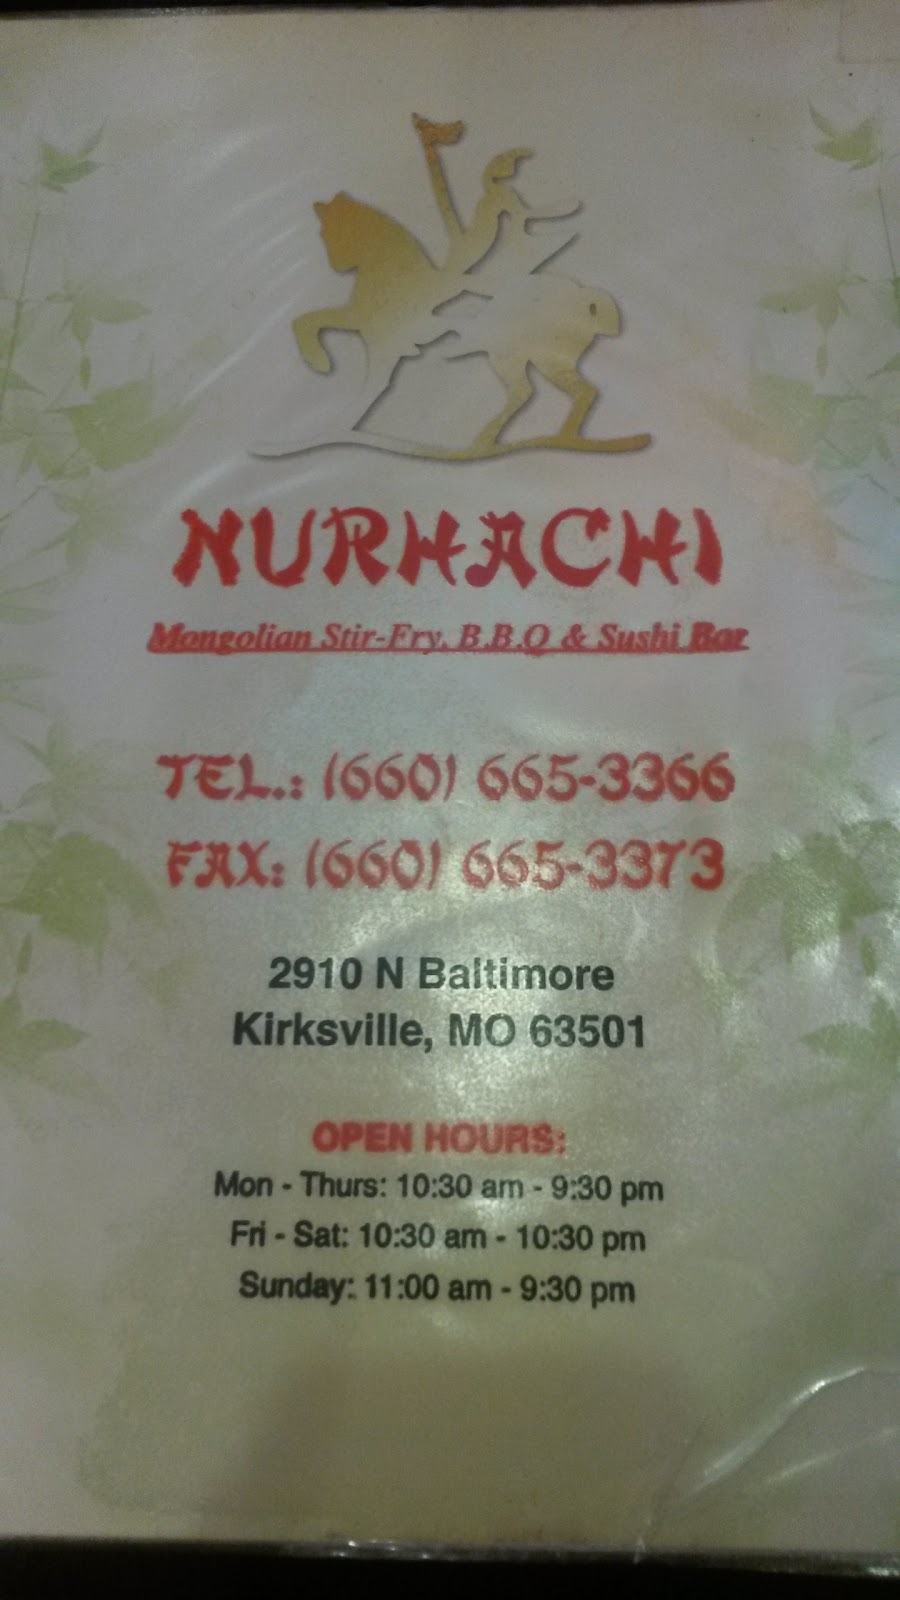 NURHACHI
Mongolian Stir-Fry, B.B.Q & Sushi Bar
TEL.: (660) 665-3366
FAX: (660) 665-3373
2910 N Baltimore
Kirksville, MO 63501
OPEN HOURS:
Mon - Thurs: 10:30 am - 9:30 pm
Fri - Sat: 10:30 am - 10:30 pm
Sunday: 11:00 am - 9:30 pm